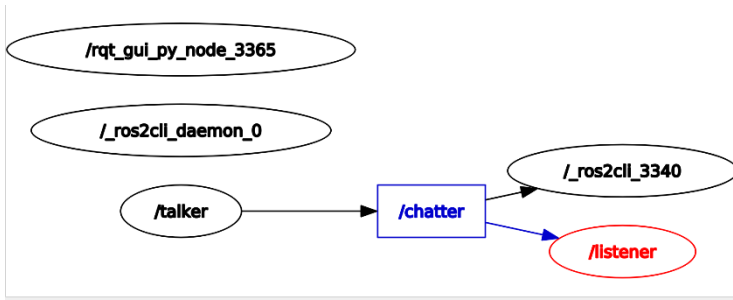 /rqt_gui_py_node_3365
/_ros2cli_daemon_0
/_ros2cli_3340
/talker
/chatter
/listener